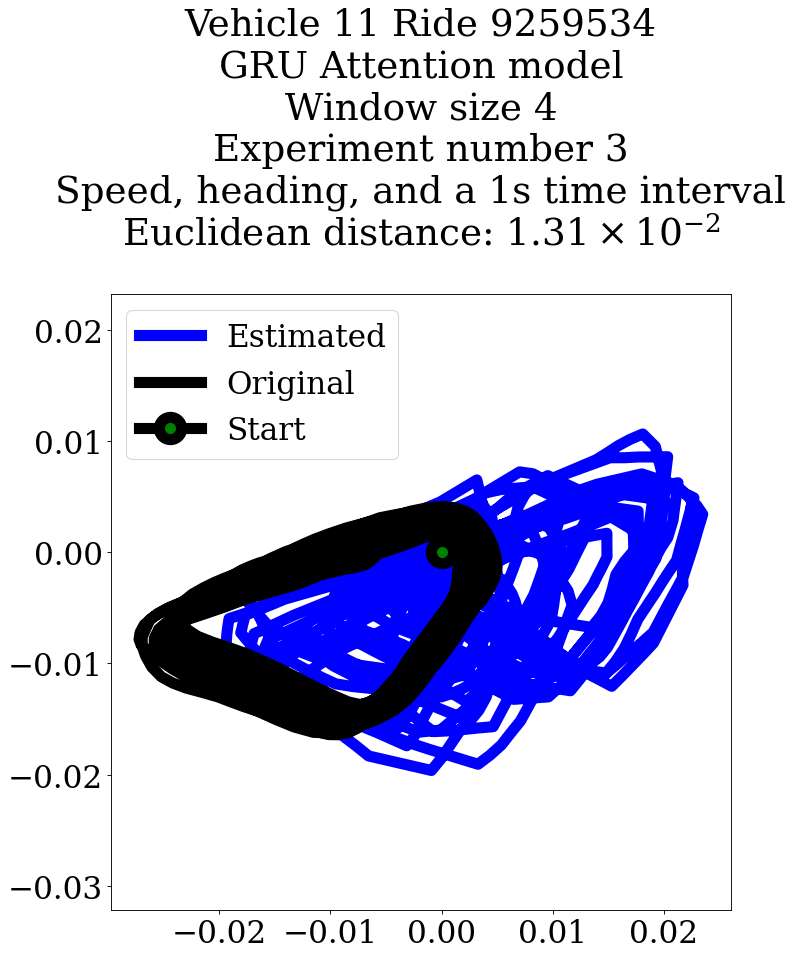 Vehicle 11 Ride 9259534
GRU Attention model
Window size 4
Experiment number 3
Speed, heading, and a 1s time interval
Euclidean distance: 1.31 × 10⁻²
Estimated
Original
Start
0.02
0.01
0.00
−0.01
−0.02
−0.03
−0.02 −0.01 0.00 0.01 0.02